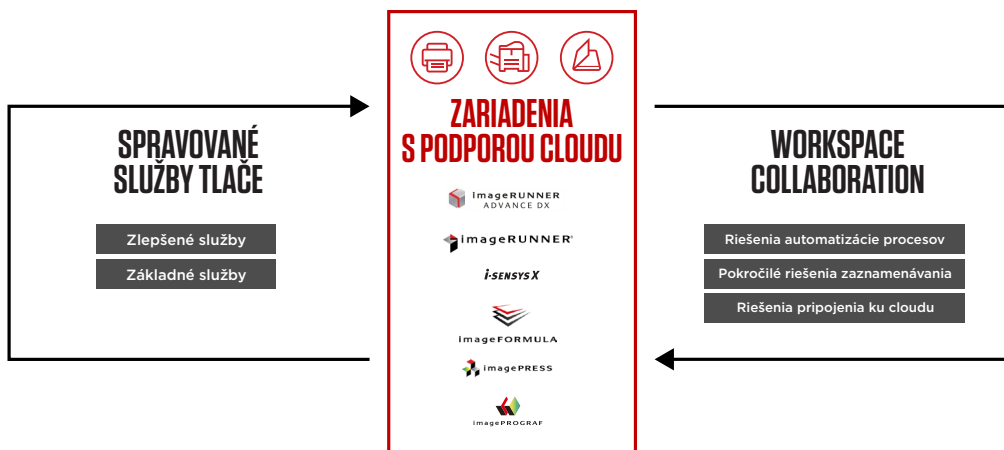 SPRAVOVANÉ
SLUŽBY TLAČE
Zlepšené služby
Základné služby
ZARIADENIA
S PODPOROU CLOUDU
imageRUNNER
ADVANCE DX
imageRUNNER®
i-SENSYS X
imageFORMULA
imagePRESS
imagePROGRAF
WORKSPACE
COLLABORATION
Riešenia automatizácie procesov
Pokročilé riešenia zaznamenávania
Riešenia pripojenia ku cloudu